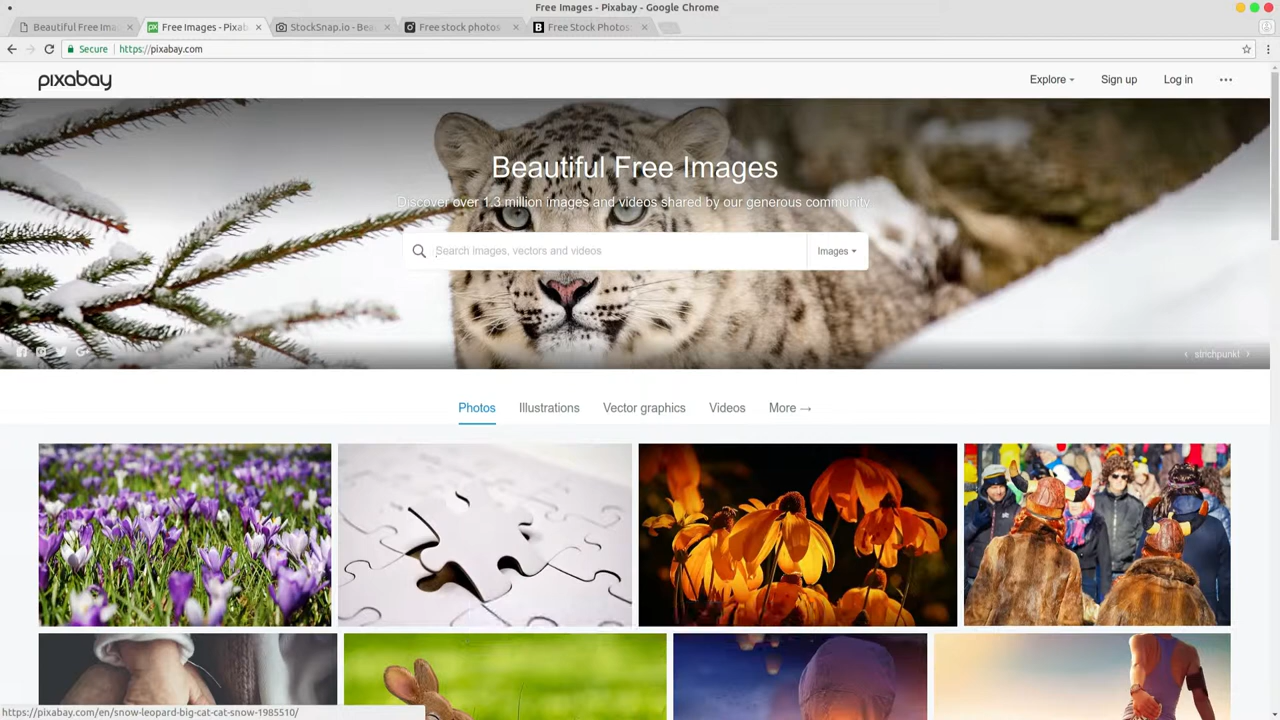 Free Images - Pixabay - Google Chrome
Beautiful Free Ima
Free Images - Pixab
StockSnap.io - Beau
Free stock photos
Free Stock Photos:
Secure
https://pixabay.com
pixabay
Explore
Sign up
Log in
Beautiful Free Images
Discover over 1.3 million images and videos shared by our generous community
Search images, vectors and videos
Images
strichpunkt
Photos
Illustrations
Vector graphics
Videos
More →
https://pixabay.com/en/snow-leopard-big-cat-cat-snow-1985510/